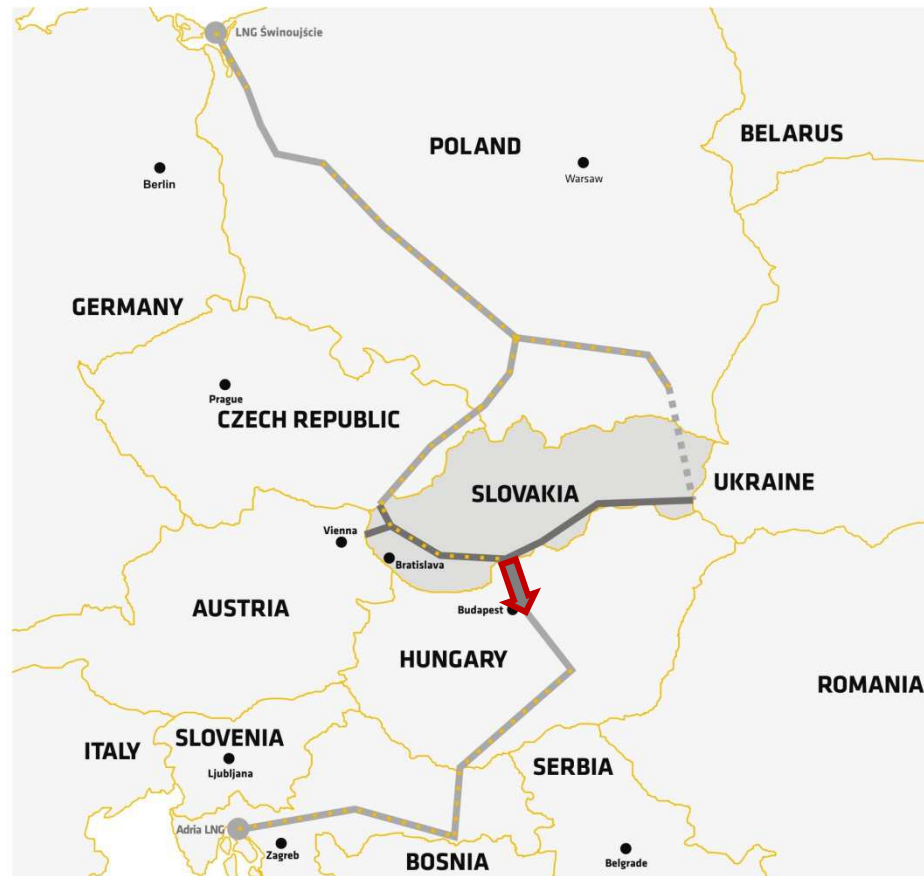 LNG Świnoujście
BELARUS
POLAND
Warsaw
Berlin
GERMANY
Prague
CZECH REPUBLIC
UKRAINE
SLOVAKIA
Vienna
Bratislava
AUSTRIA
Budapest
HUNGARY
ROMANIA
ITALY
SLOVENIA
SERBIA
Ljubljana
Adria LNG
Zagreb
BOSNIA
Belgrade